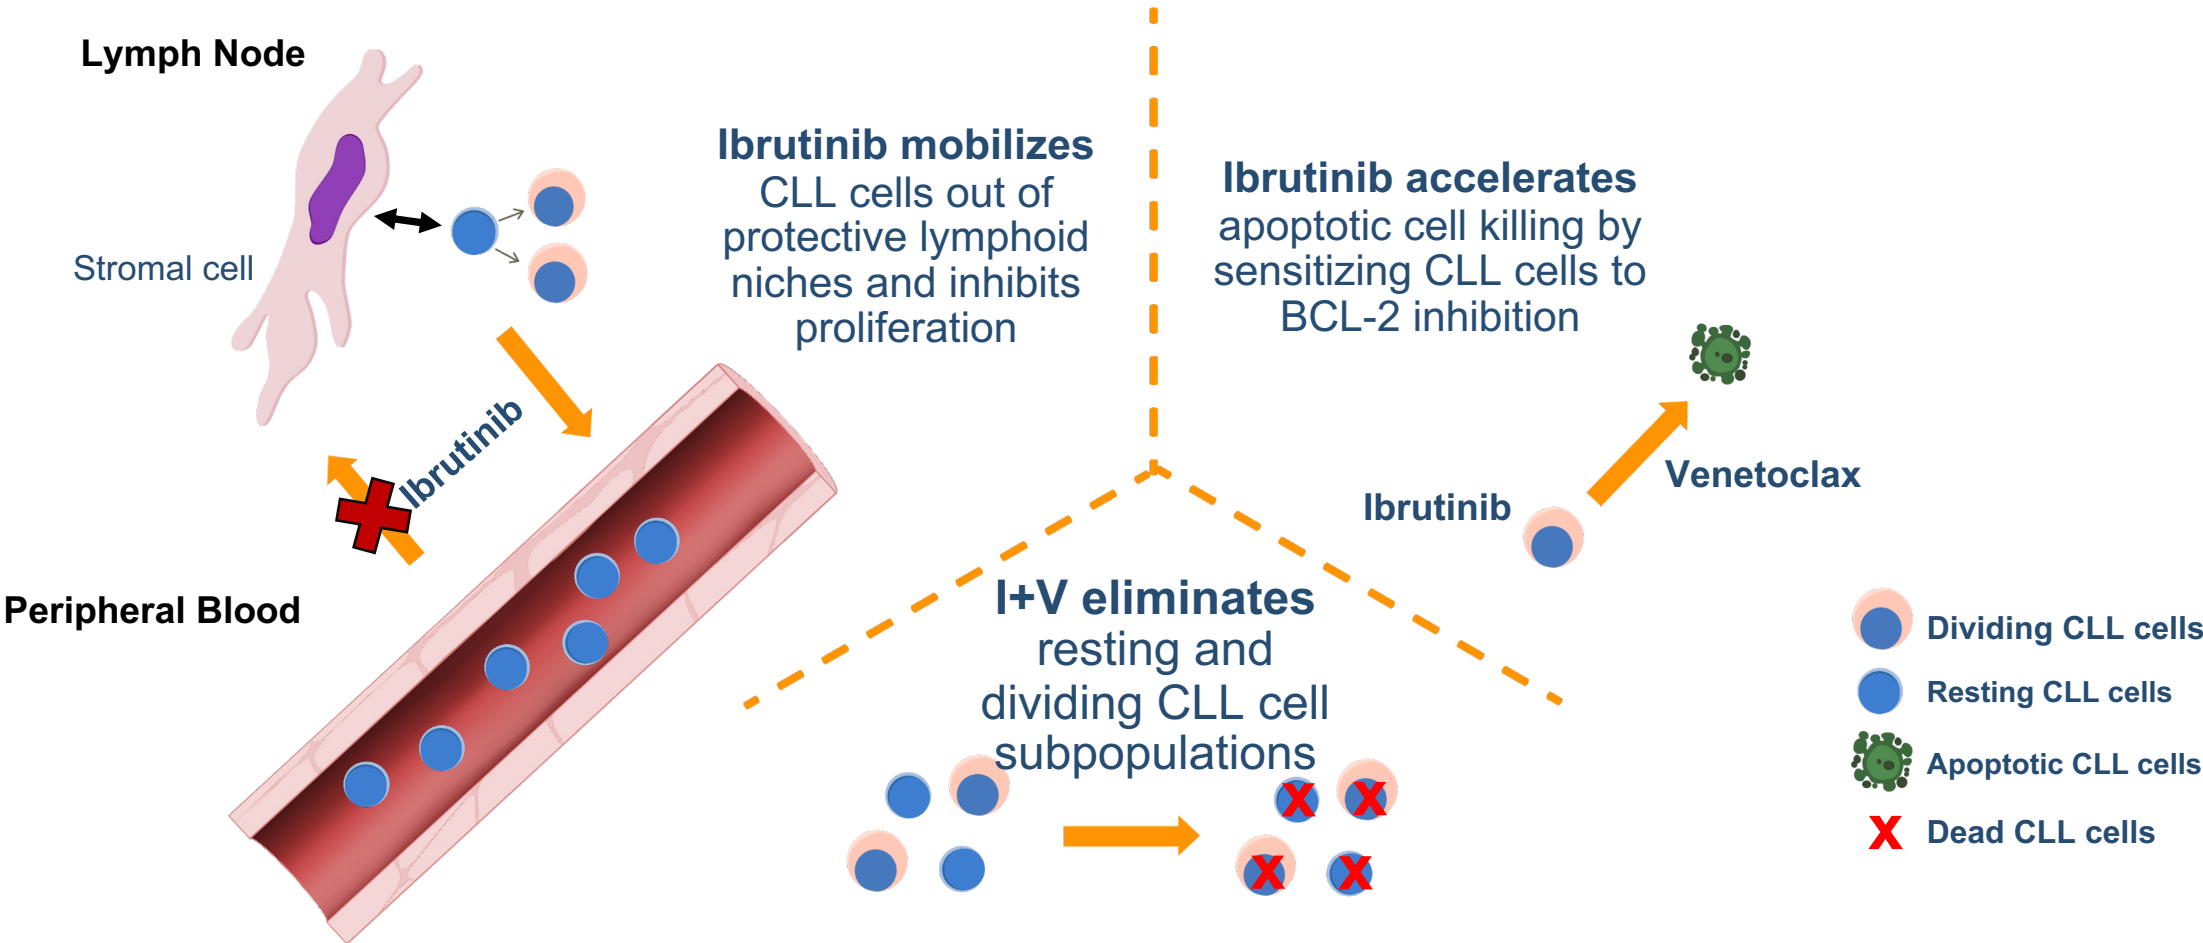 Lymph Node
Stromal cell
Ibrutinib
Peripheral Blood
Ibrutinib mobilizes
CLL cells out of
protective lymphoid
niches and inhibits
proliferation
Ibrutinib accelerates
apoptotic cell killing by
sensitizing CLL cells to
BCL-2 inhibition
Venetoclax
Ibrutinib
I+V eliminates
resting and
dividing CLL cell
subpopulations
X X
X X
Dividing CLL cells
Resting CLL cells
Apoptotic CLL cells
X Dead CLL cells